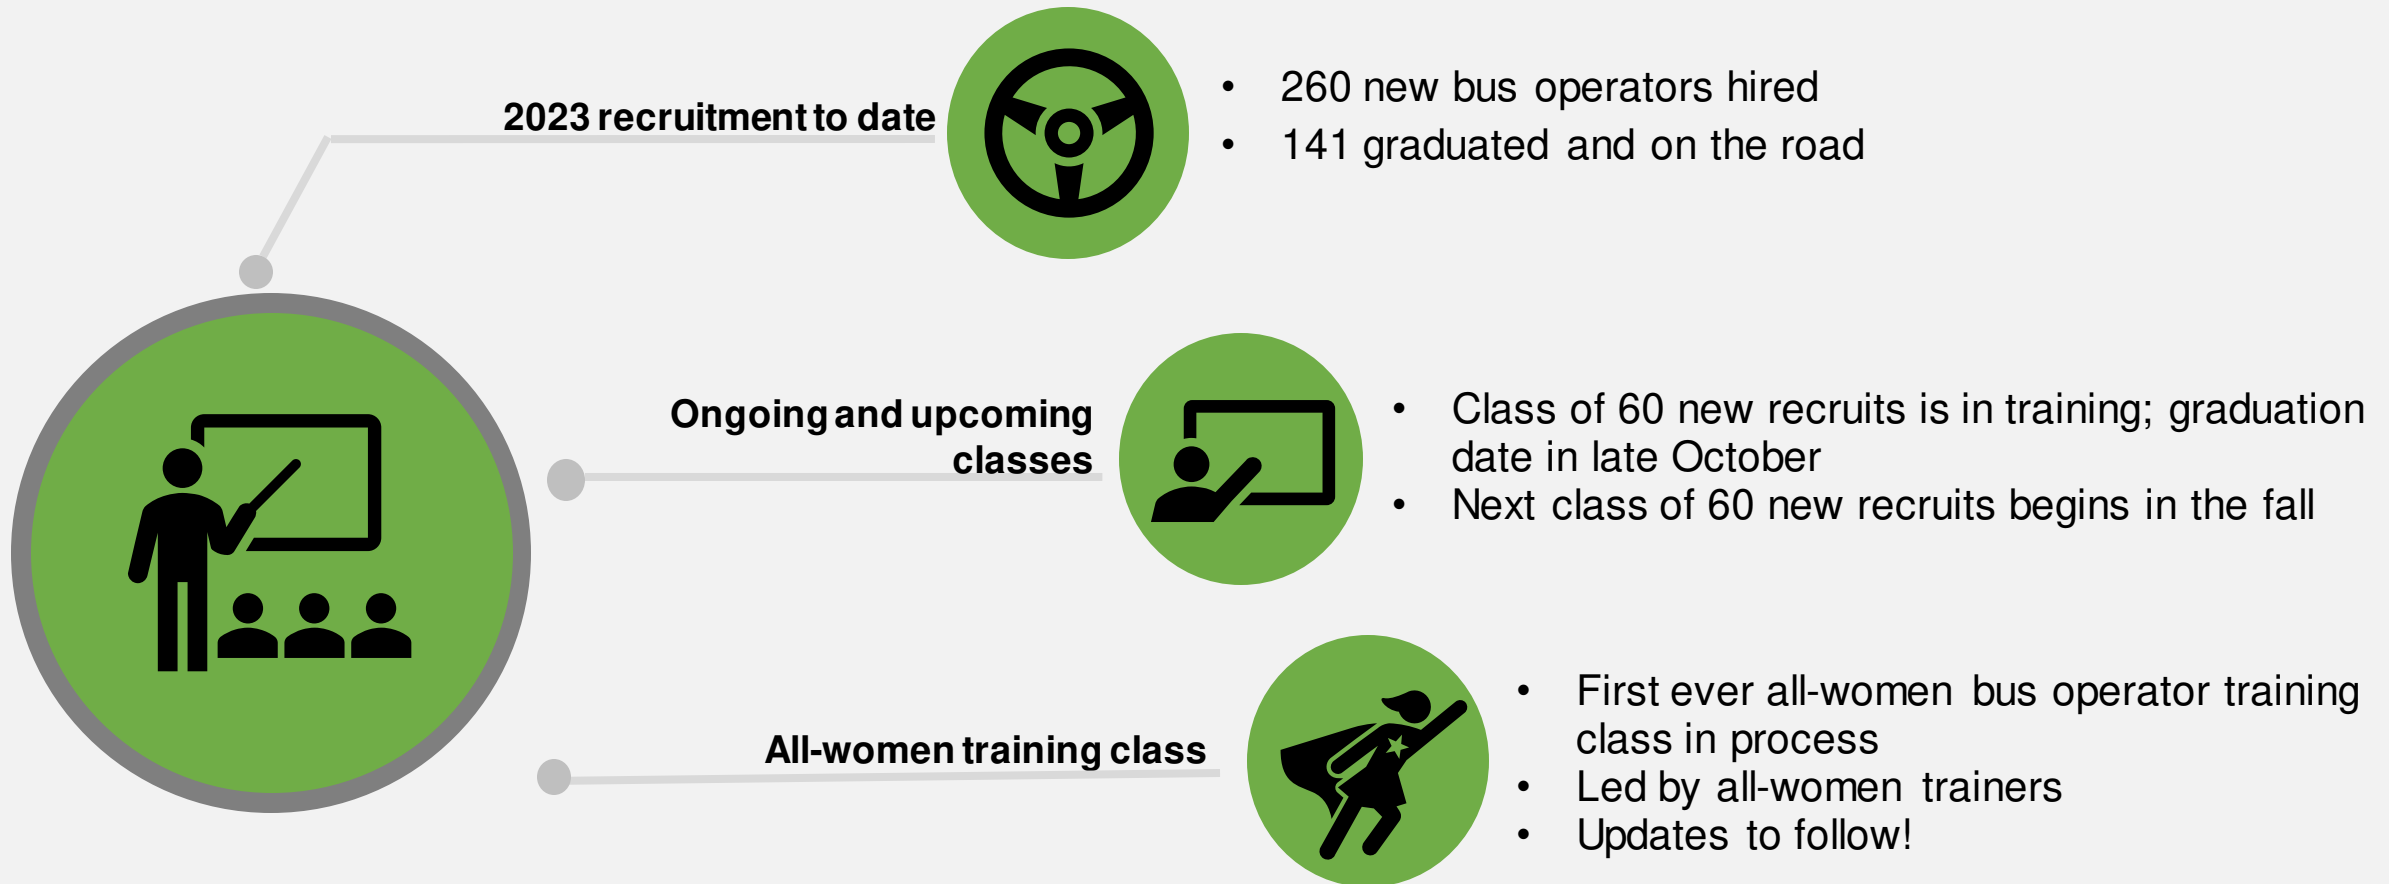 2023 recruitment to date
• 260 new bus operators hired
• 141 graduated and on the road
Ongoing and upcoming
classes
• Class of 60 new recruits is in training; graduation
date in late October
• Next class of 60 new recruits begins in the fall
All-women training class
• First ever all-women bus operator training
class in process
• Led by all-women trainers
• Updates to follow!